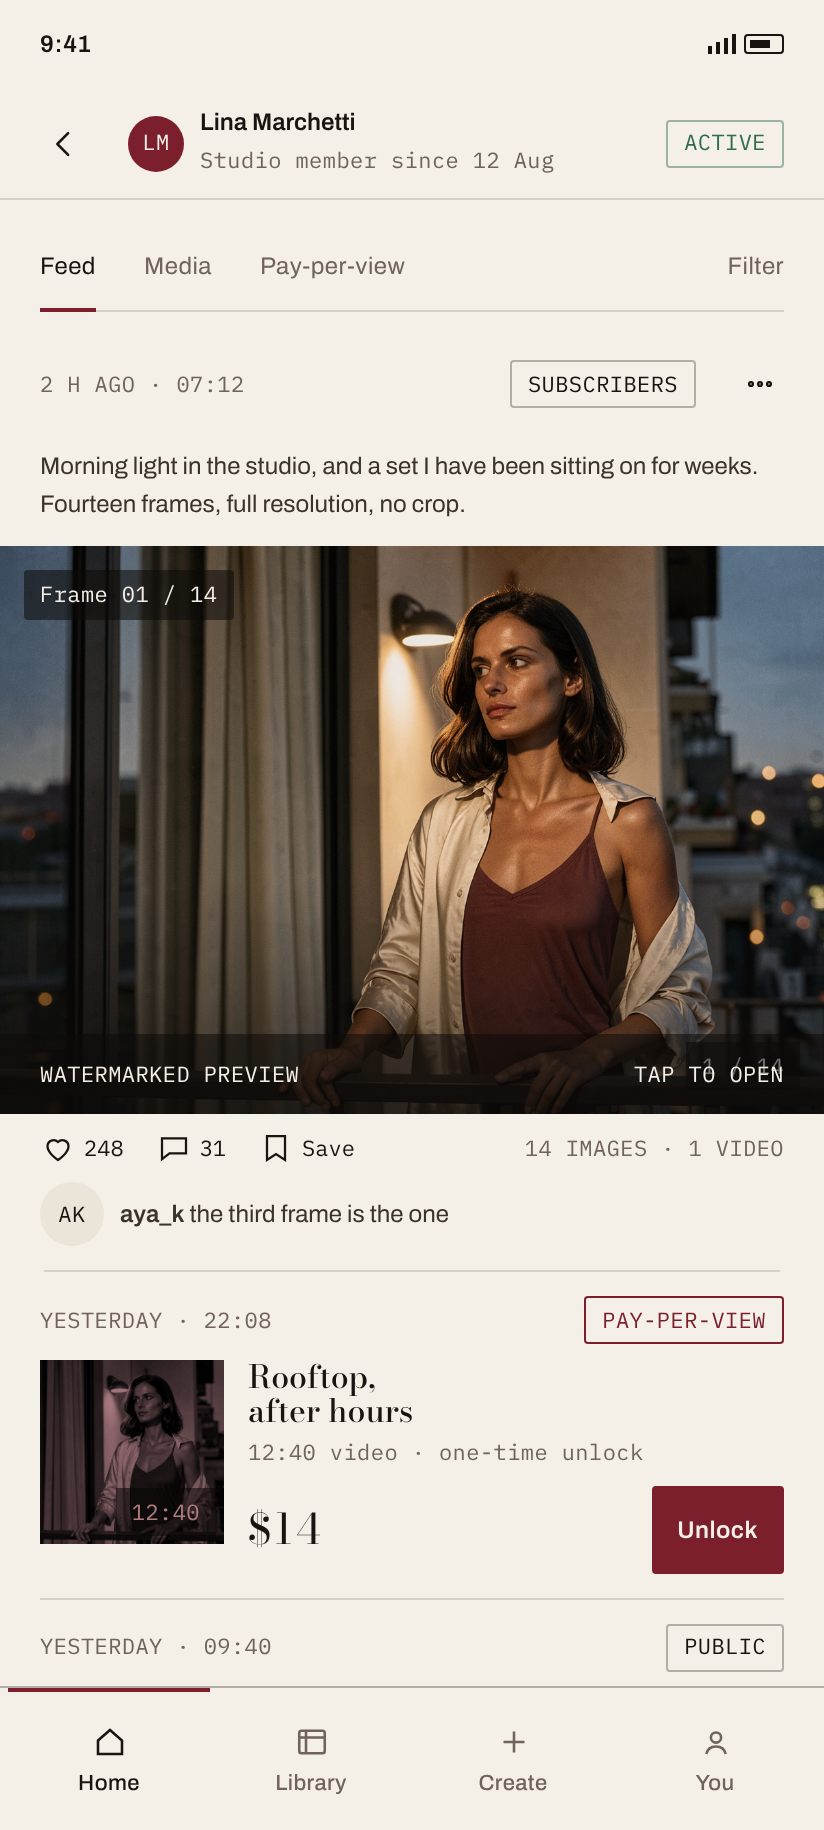 9:41
LM
Lina Marchetti
Studio member since 12 Aug
ACTIVE
Feed
Media
Pay-per-view
Filter
2 H AGO · 07:12
SUBSCRIBERS
Morning light in the studio, and a set I have been sitting on for weeks.
Fourteen frames, full resolution, no crop.
Frame 01 / 14
WATERMARKED PREVIEW
1 / 14
TAP TO OPEN
248
31
Save
14 IMAGES · 1 VIDEO
AK
aya_k the third frame is the one
YESTERDAY · 22:08
PAY-PER-VIEW
Rooftop,
after hours
12:40 video · one-time unlock
12:40
$14
Unlock
YESTERDAY · 09:40
PUBLIC
Home
Library
Create
You